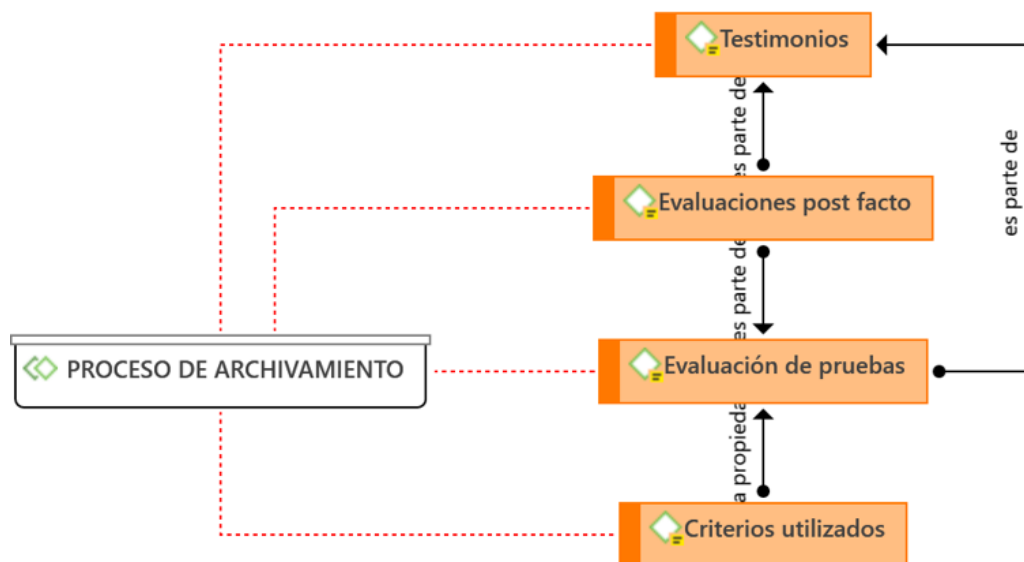 Testimonios
es parte de
es parte de
Evaluaciones post facto
es parte de
PROCESO DE ARCHIVAMIENTO
Evaluación de pruebas
Criterios utilizados